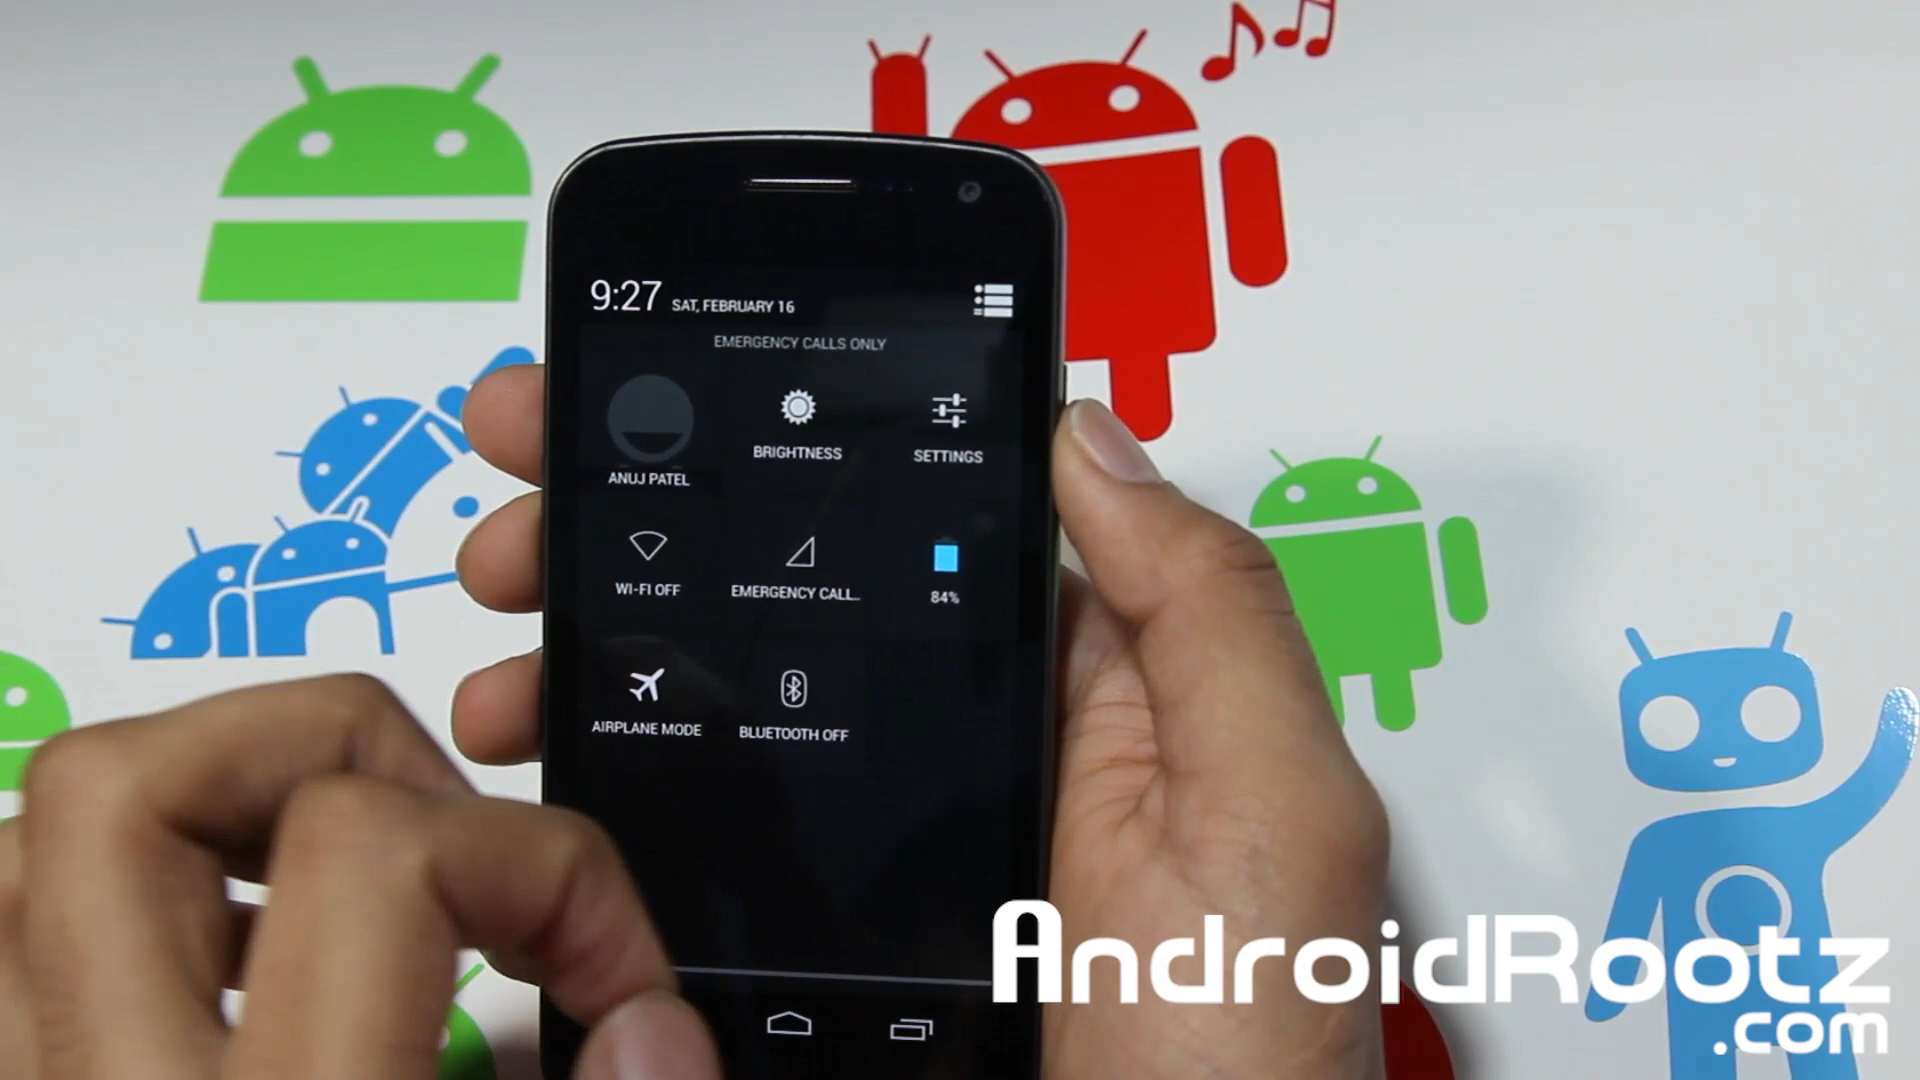 9:27 SAT, FEBRUARY 16
EMERGENCY CALLS ONLY
ANUJ PATEL
BRIGHTNESS
SETTINGS
WI-FI OFF
EMERGENCY CALL..
84%
AIRPLANE MODE
BLUETOOTH OFF
AndroidRootz
.com